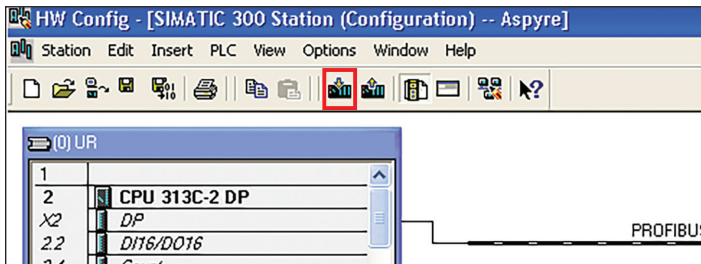 HW Config - [SIMATIC 300 Station (Configuration) -- Aspyre]
Station Edit Insert PLC View Options Window Help
(0) UR
1
2 CPU 313C-2 DP
X2 DP
2.2 DI16/DO16
PROFIBUS